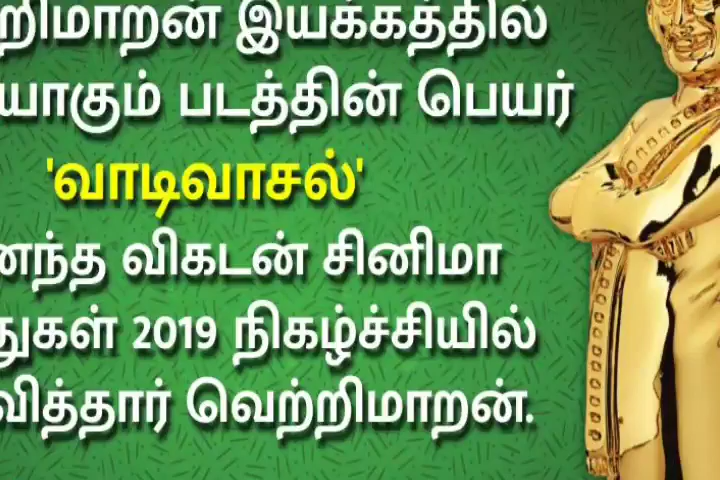 றிமாறன் இயக்கத்தில்
யாகும் படத்தின் பெயர்
'வாடிவாசல்'
னந்த விகடன் சினிமா
துகள் 2019 நிகழ்ச்சியில்
வித்தார் வெற்றிமாறன்.